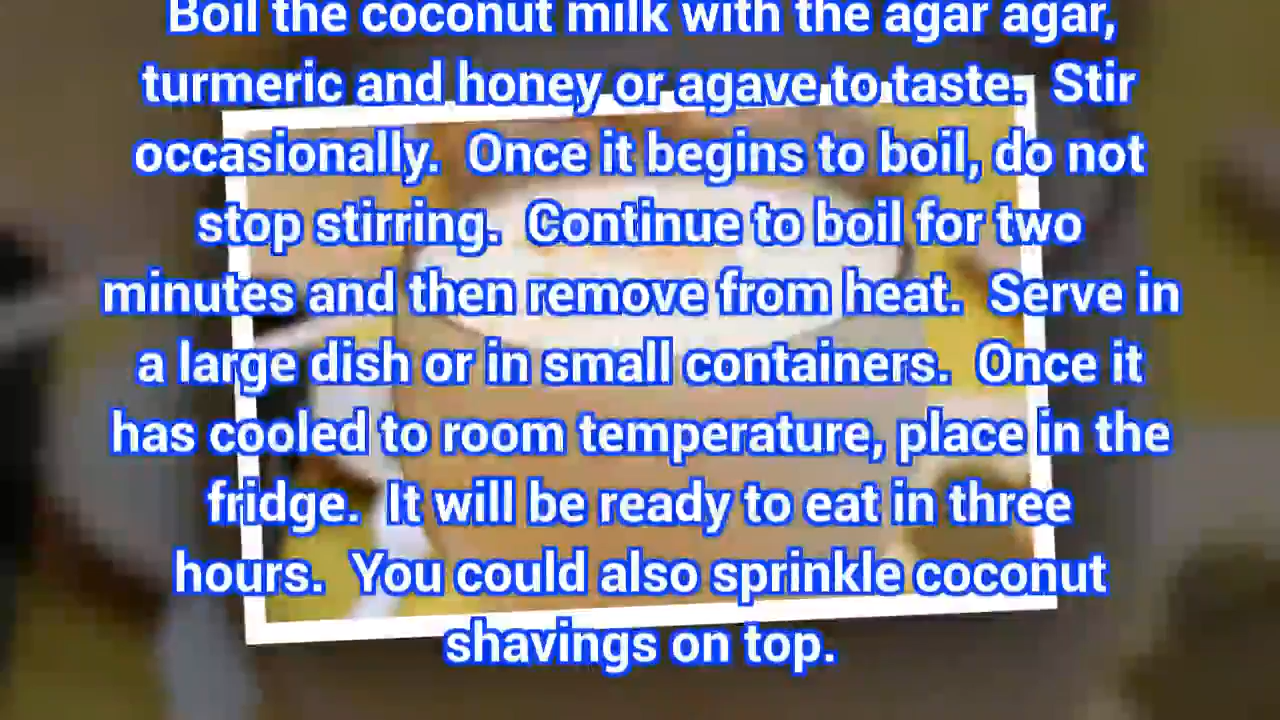 Boil the coconut milk with the agar agar,
turmeric and honey or agave to taste.  Stir
occasionally.  Once it begins to boil, do not
stop stirring.  Continue to boil for two
minutes and then remove from heat.  Serve in
a large dish or in small containers.  Once it
has cooled to room temperature, place in the
fridge.  It will be ready to eat in three
hours.  You could also sprinkle coconut
shavings on top.